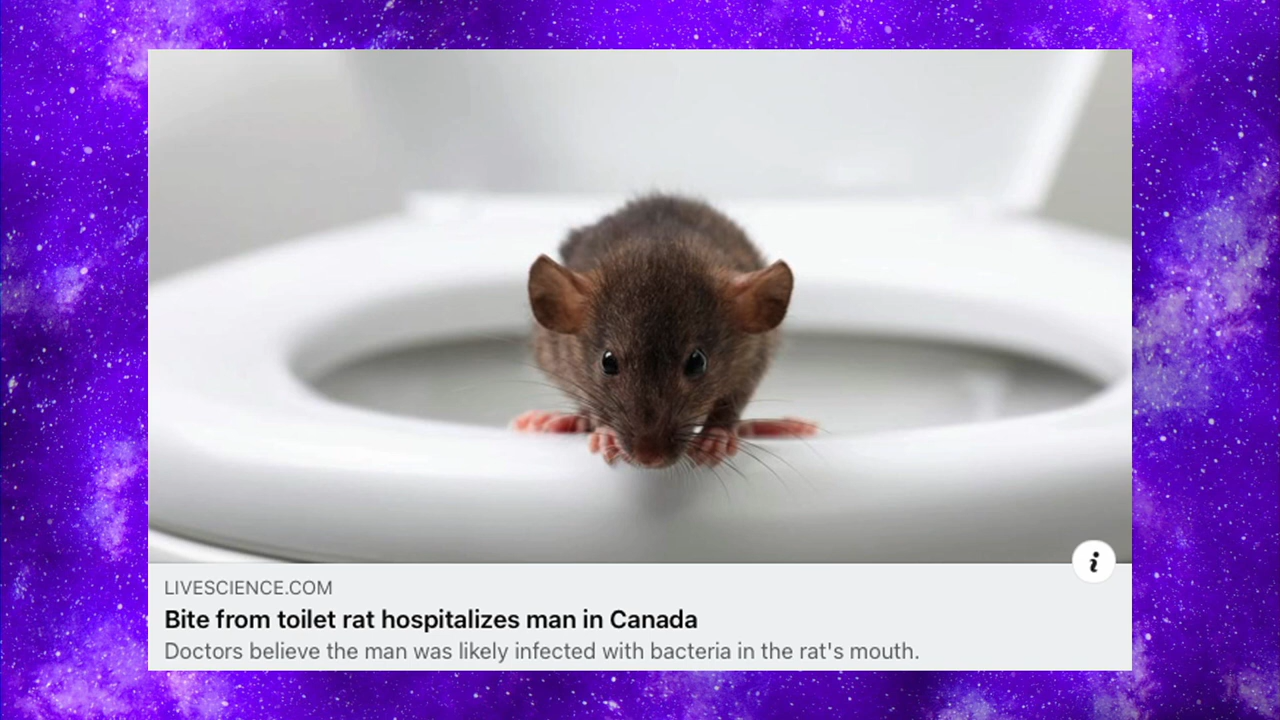 LIVESCIENCE.COM
Bite from toilet rat hospitalizes man in Canada
Doctors believe the man was likely infected with bacteria in the rat's mouth.